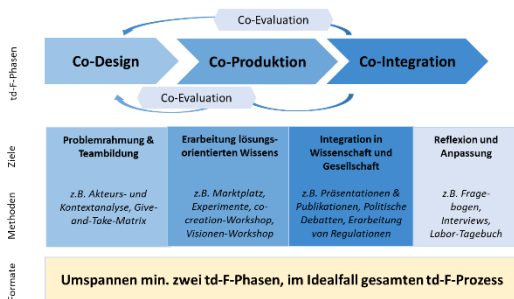 Co-Evaluation
td-F-Phasen
Co-Design
Co-Produktion
Co-Integration
Co-Evaluation
Ziele
Problemrahmung &
Teambildung
Erarbeitung lösungs-
orientierten Wissens
Integration in
Wissenschaft und
Gesellschaft
Reflexion und
Anpassung
Methoden
z.B. Akteurs- und
Kontextanalyse, Give-
and-Take-Matrix
z.B. Marktplatz,
Experimente, co-
creation-Workshop,
Visionen-Workshop
z.B. Präsentationen &
Publikationen, Politische
Debatten, Erarbeitung
von Regulationen
z.B. Frage-
bogen,
Interviews,
Labor-Tagebuch
Formate
Umspannen min. zwei td-F-Phasen, im Idealfall gesamten td-F-Prozess